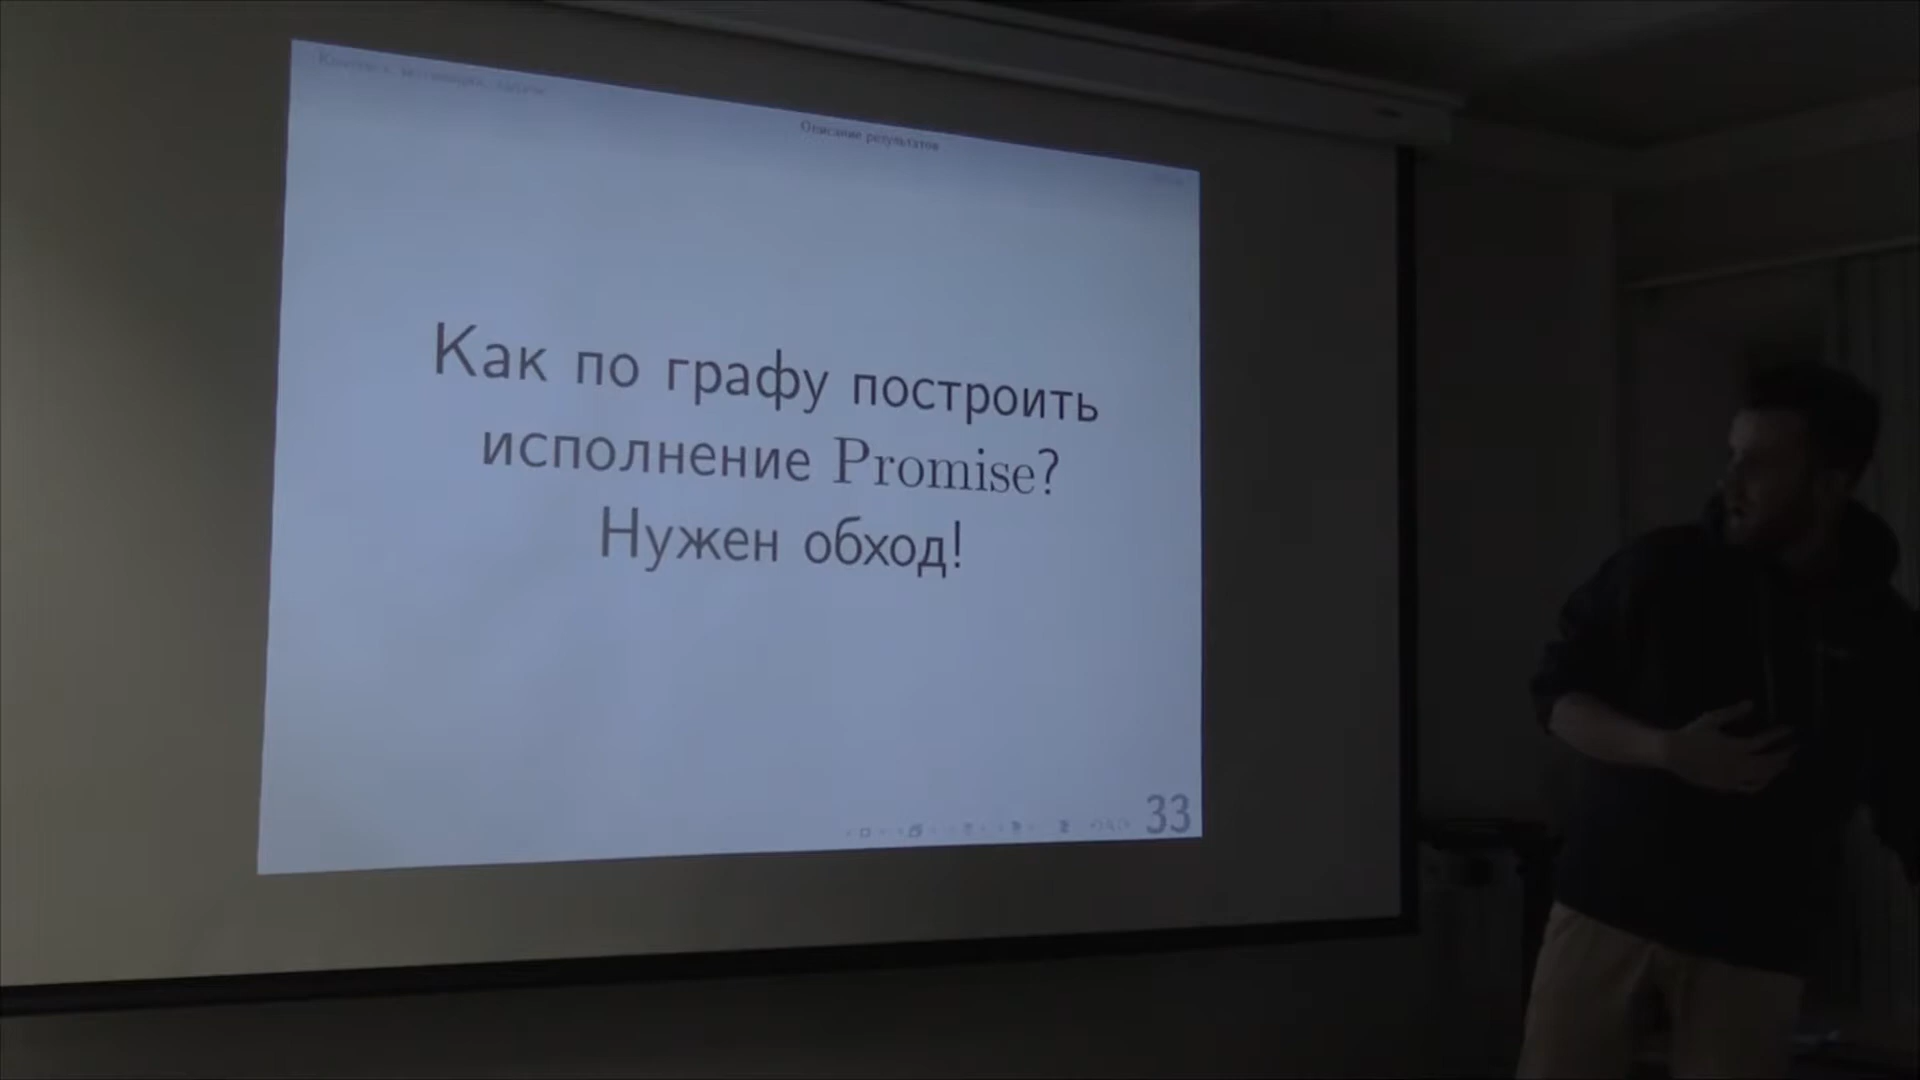 Описание результатов
Как по графу построить
исполнение Promise?
Нужен обход!
33